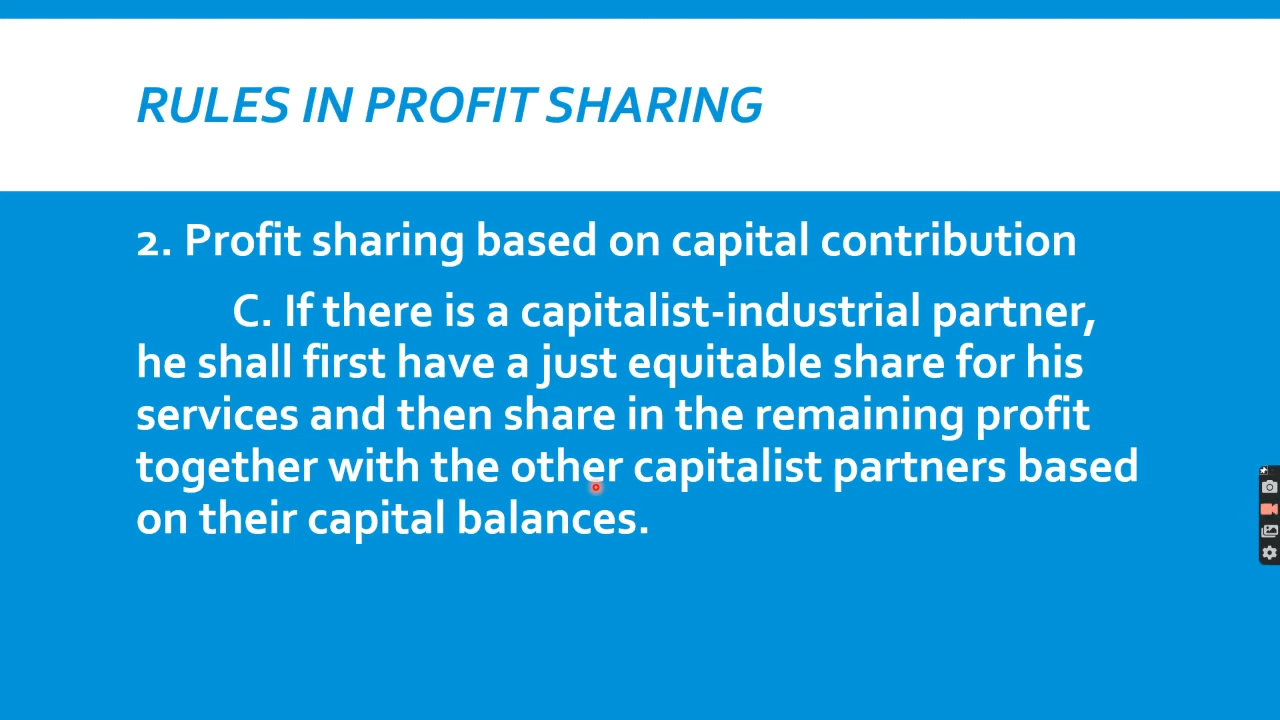 RULES IN PROFIT SHARING
2. Profit sharing based on capital contribution
C. If there is a capitalist-industrial partner,
he shall first have a just equitable share for his
services and then share in the remaining profit
together with the other capitalist partners based
on their capital balances.